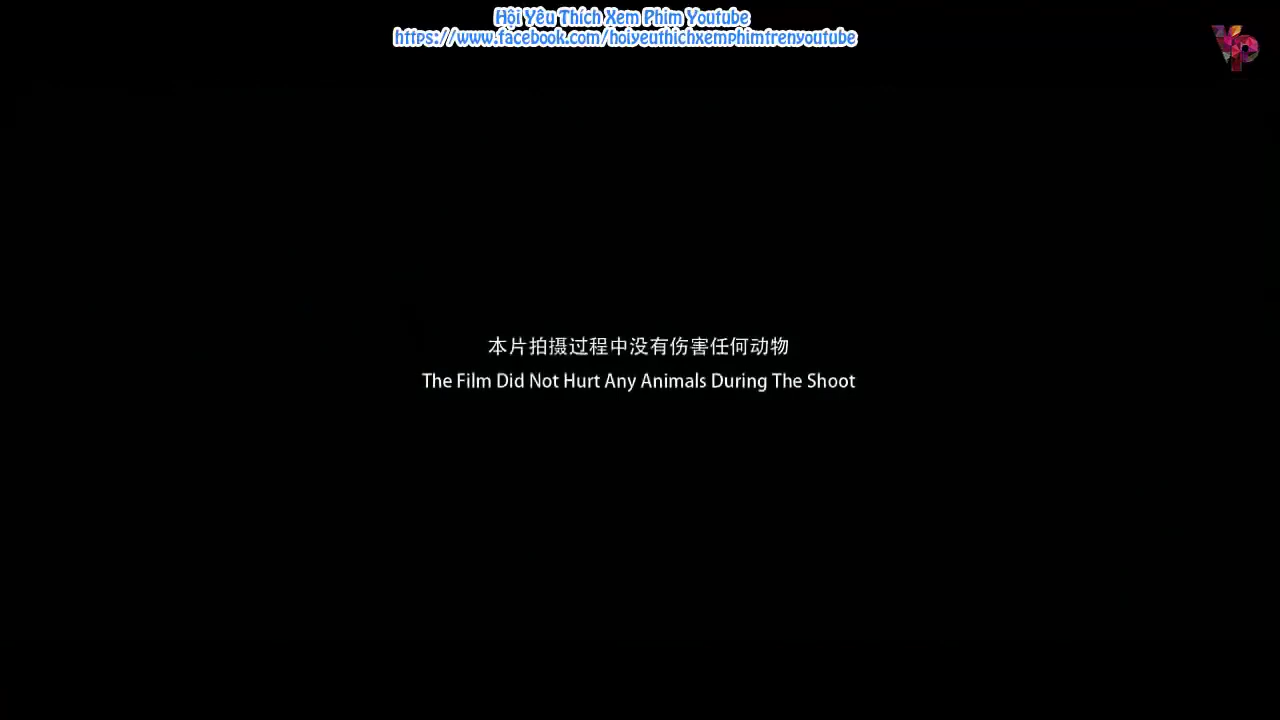 Hội Yêu Thích Xem Phim Youtube
https://www.facebook.com/hoiyeuthichxemphimtrenyoutube
VP
本片拍摄过程中没有伤害任何动物
The Film Did Not Hurt Any Animals During The Shoot